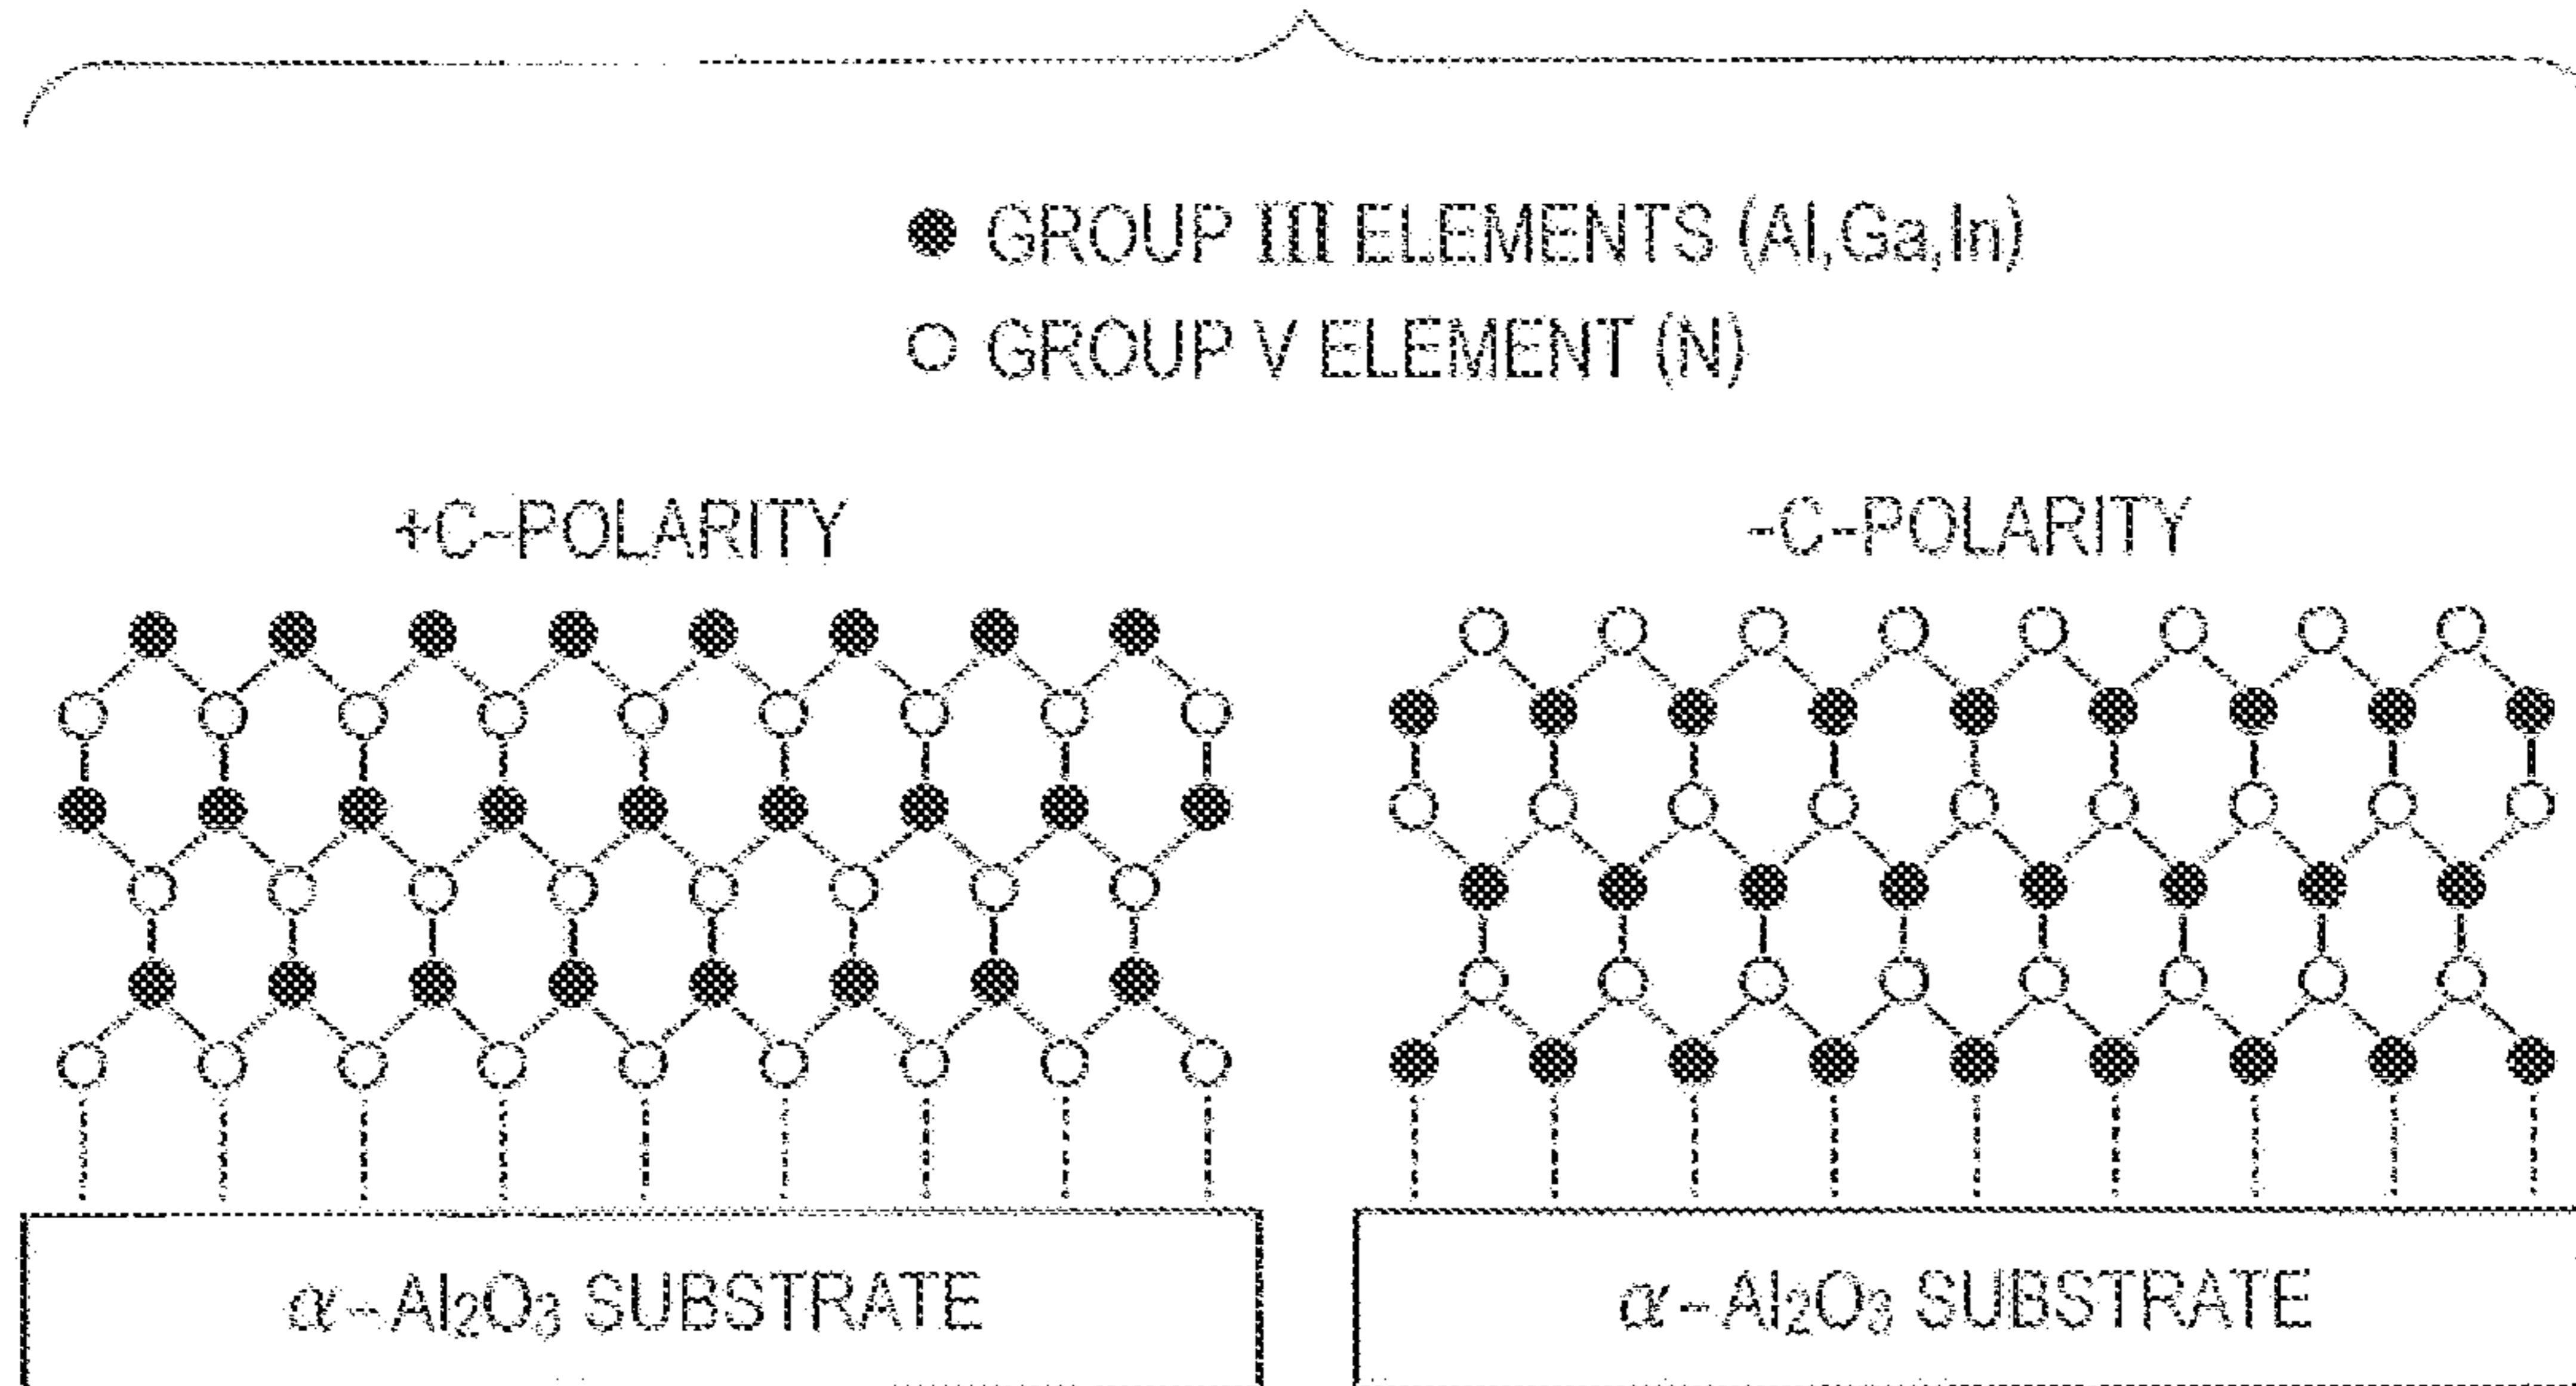 GROUP III ELEMENTS (Al,Ga,In)
GROUP V ELEMENT (N)
+C-POLARITY
-C-POLARITY
α-Al₂O₃ SUBSTRATE
α-Al₂O₃ SUBSTRATE